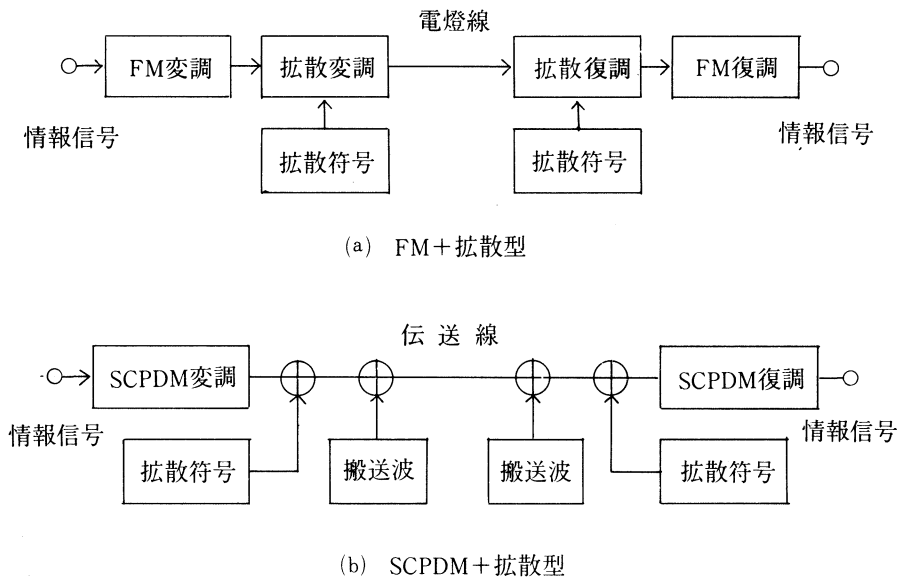 電燈線
FM変調
拡散変調
拡散復調
FM復調
情報信号
情報信号
拡散符号
拡散符号
(a) FM+拡散型
伝送線
SCPDM変調
SCPDM復調
情報信号
情報信号
拡散符号
搬送波
搬送波
拡散符号
(b) SCPDM+拡散型